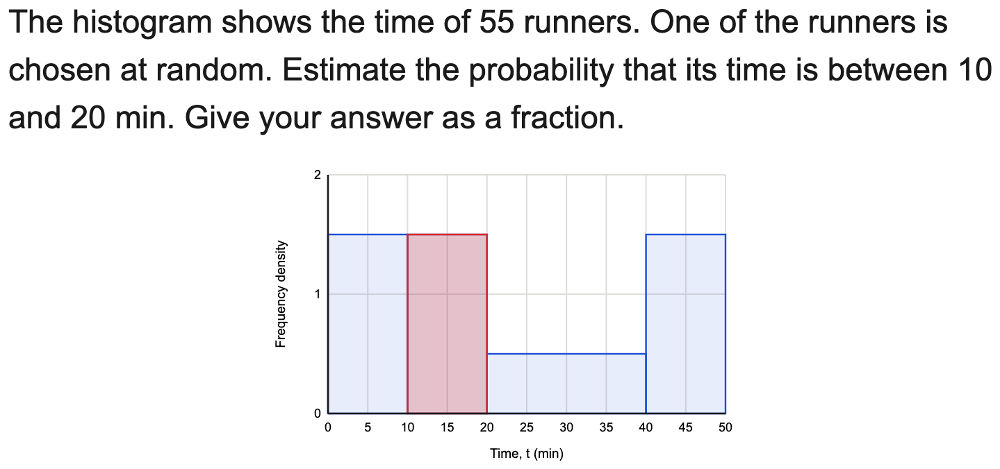 The histogram shows the time of 55 runners. One of the runners is
chosen at random. Estimate the probability that its time is between 10
and 20 min. Give your answer as a fraction.
2
Frequency density
1
0
0 5 10 15 20 25 30 35 40 45 50
Time, t (min)